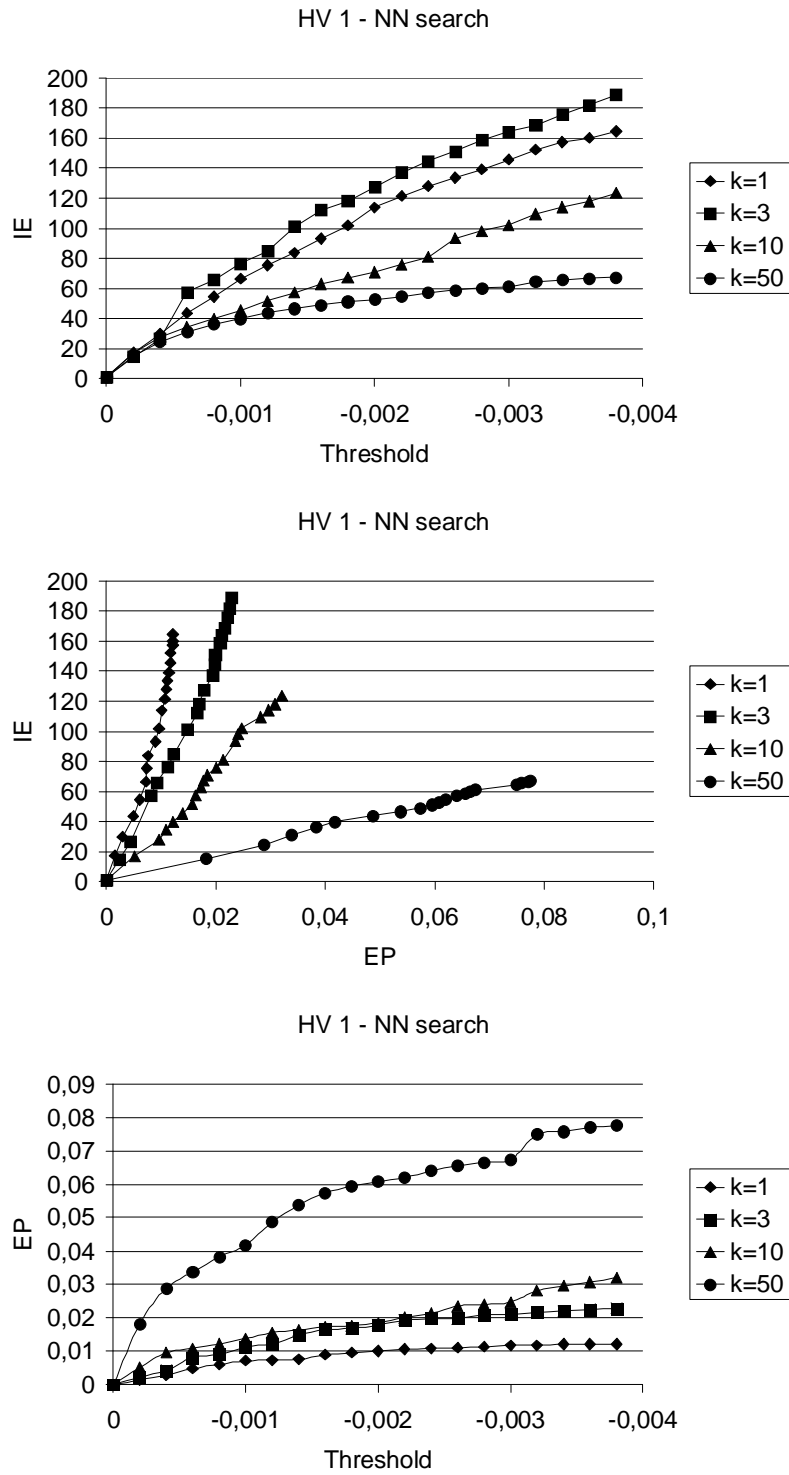 HV 1 - NN search
200
180
160
140
120
100
80
60
40
20
0
IE
0 -0,001 -0,002 -0,003 -0,004
Threshold
k=1
k=3
k=10
k=50
HV 1 - NN search
200
180
160
140
120
100
80
60
40
20
0
IE
0 0,02 0,04 0,06 0,08 0,1
EP
k=1
k=3
k=10
k=50
HV 1 - NN search
0,09
0,08
0,07
0,06
0,05
0,04
0,03
0,02
0,01
0
EP
0 -0,001 -0,002 -0,003 -0,004
Threshold
k=1
k=3
k=10
k=50